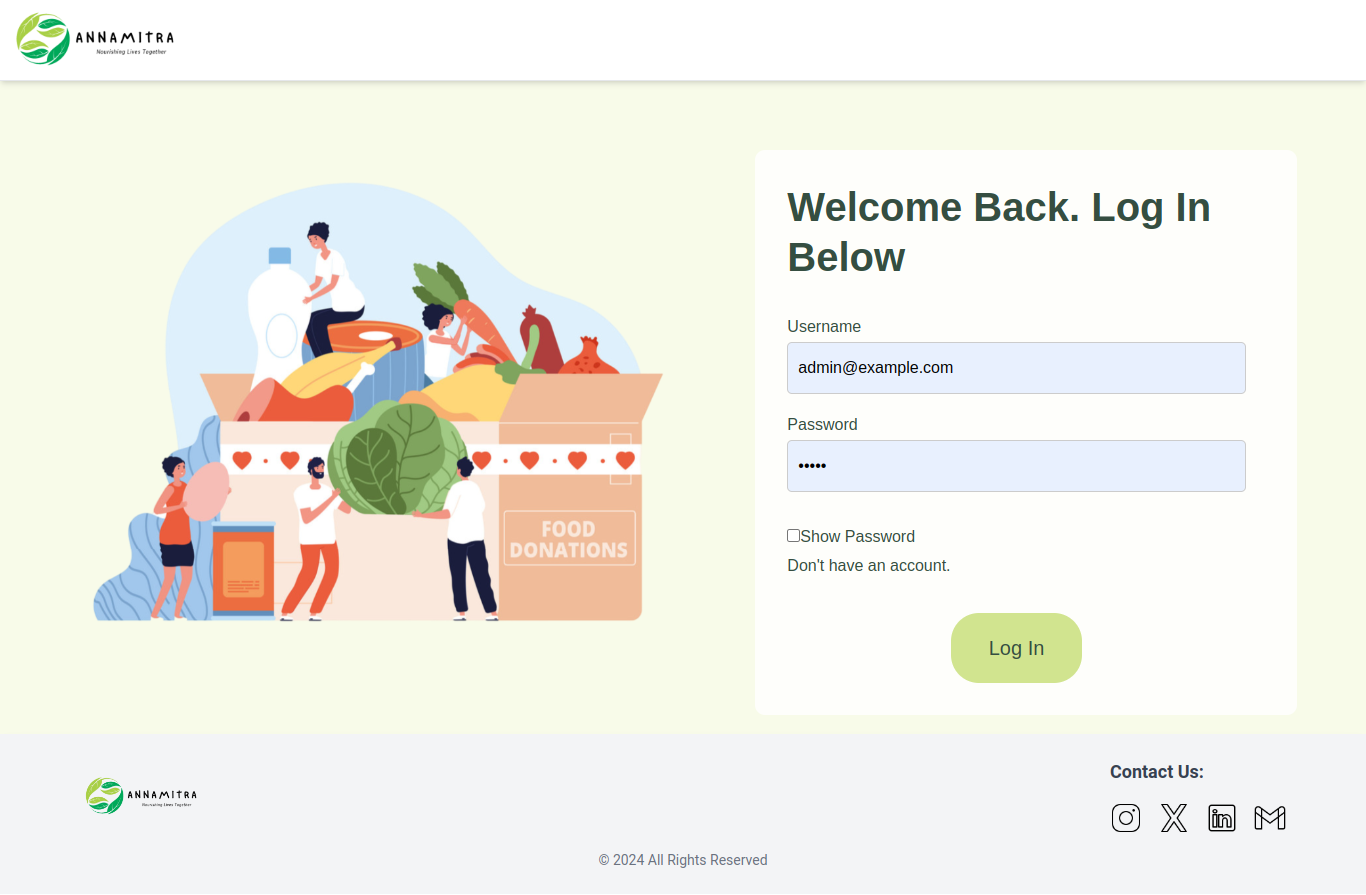 ANNAMITRA
Nourishing Lives Together
Welcome Back. Log In
Below
Username
admin@example.com
Password
•••••
Show Password
Don't have an account.
Log In
FOOD
DONATIONS
ANNAMITRA
Nourishing Lives Together
Contact Us:
in
© 2024 All Rights Reserved